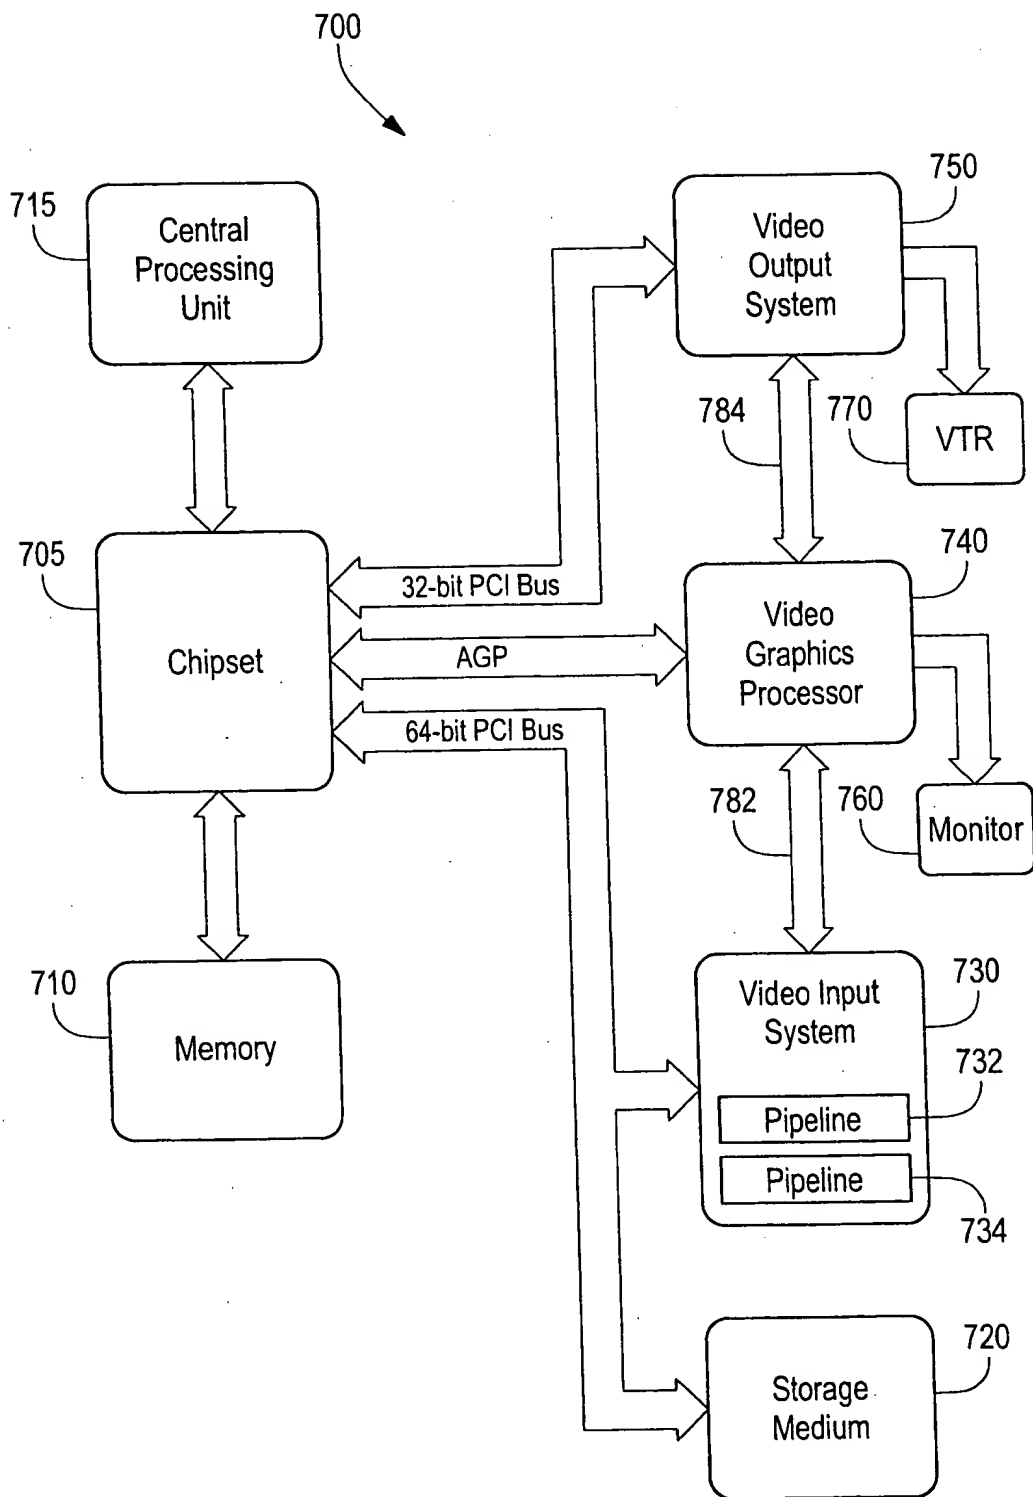 700
715
Central
Processing
Unit
750
Video
Output
System
784
770
VTR
705
Chipset
32-bit PCI Bus
AGP
64-bit PCI Bus
740
Video
Graphics
Processor
782
760
Monitor
710
Memory
730
Video Input
System
732
Pipeline
Pipeline
734
720
Storage
Medium